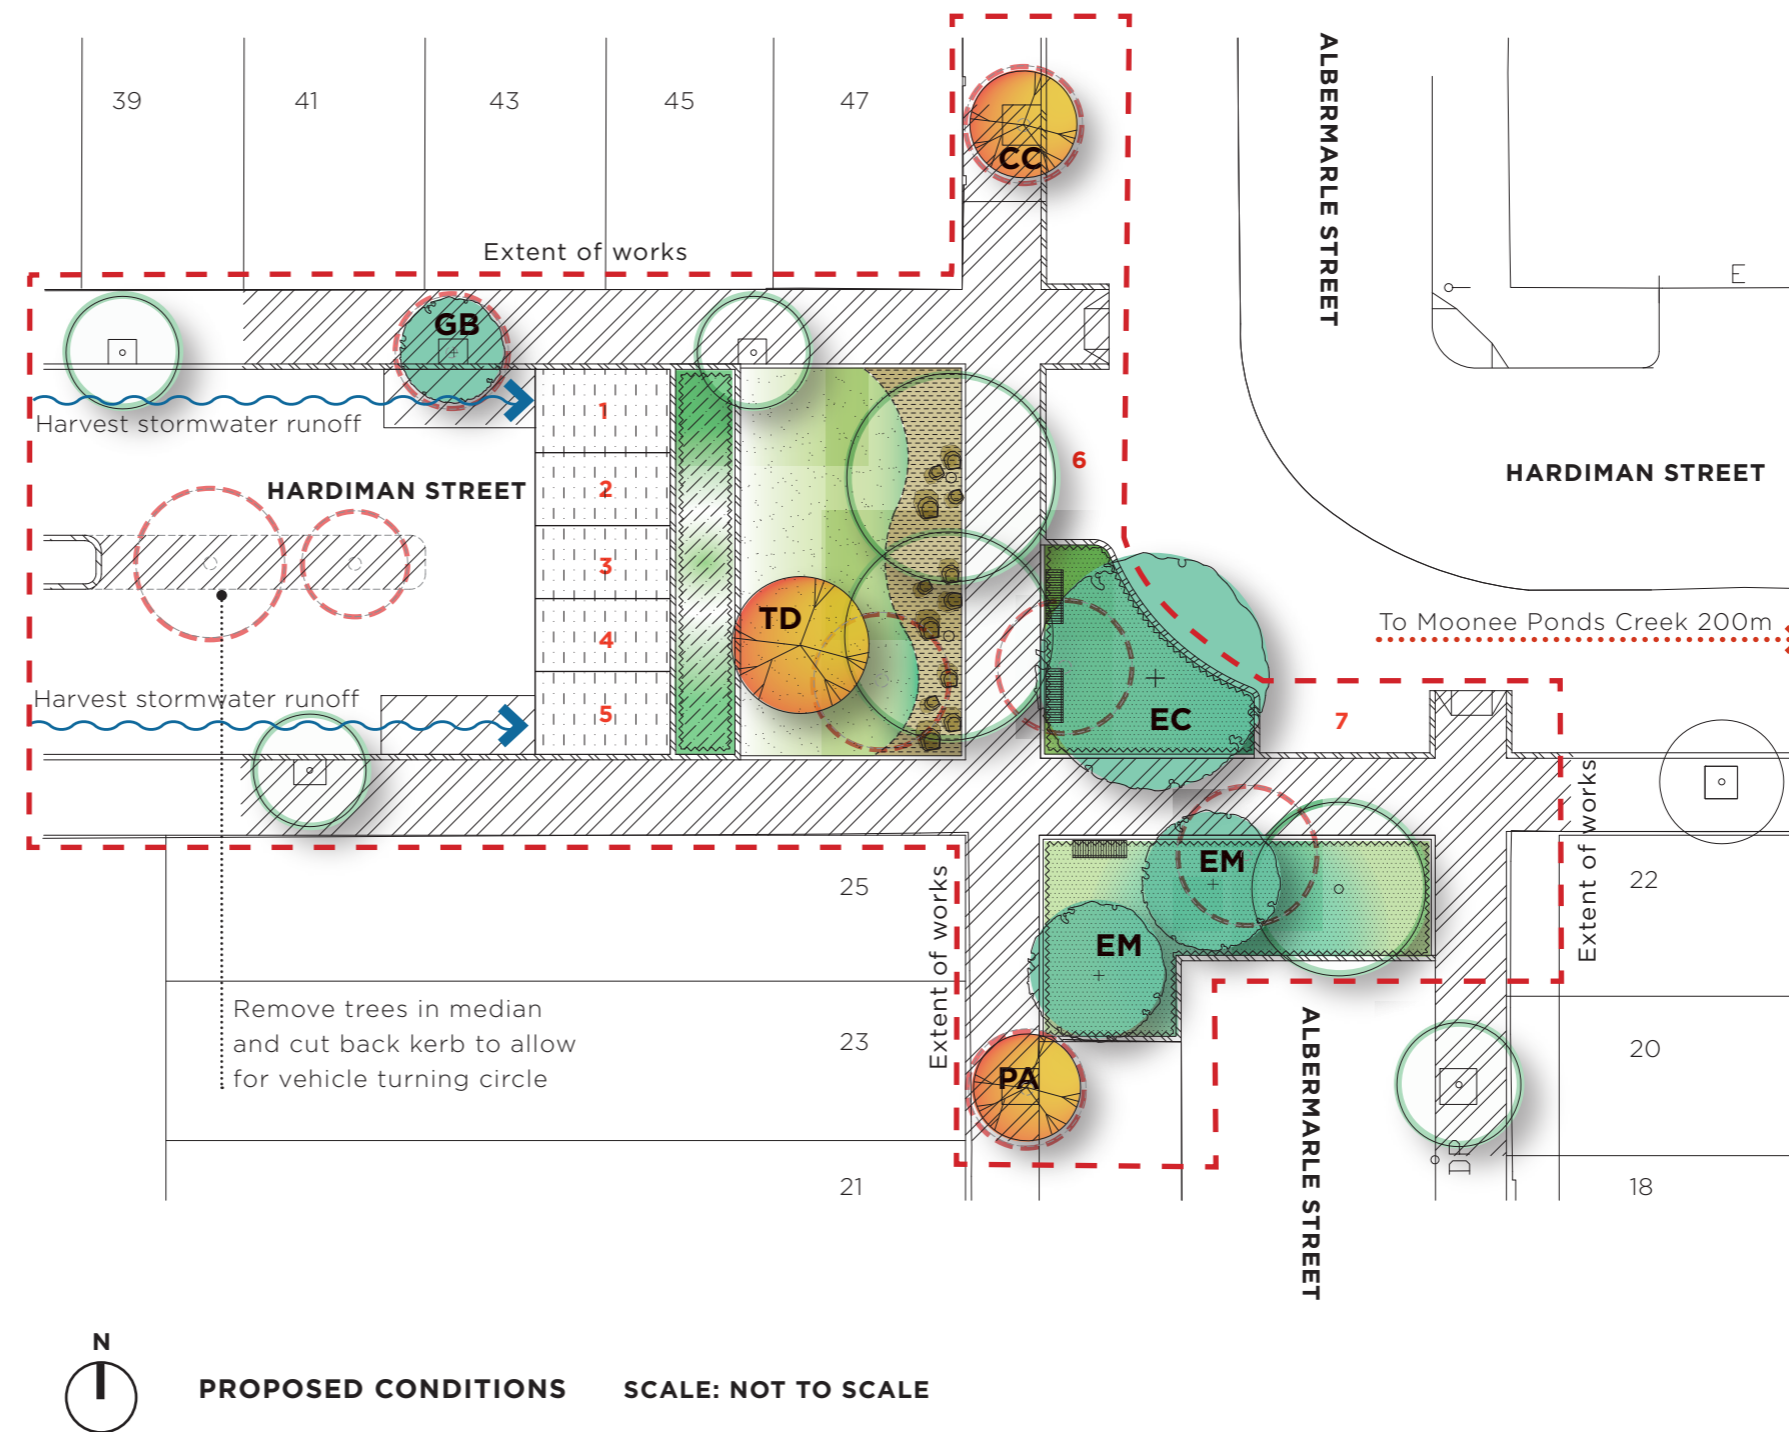 39
41
43
45
47
CC
ALBERMARLE STREET
Extent of works
E
GB
Harvest stormwater runoff
1
2
3
4
5
6
HARDIMAN STREET
HARDIMAN STREET
TD
To Moonee Ponds Creek 200m
Harvest stormwater runoff
EC
7
EM
EM
25
22
Extent of works
Extent of works
Remove trees in median
and cut back kerb to allow
for vehicle turning circle
23
20
PA
ALBERMARLE STREET
21
18
N
PROPOSED CONDITIONS
SCALE: NOT TO SCALE